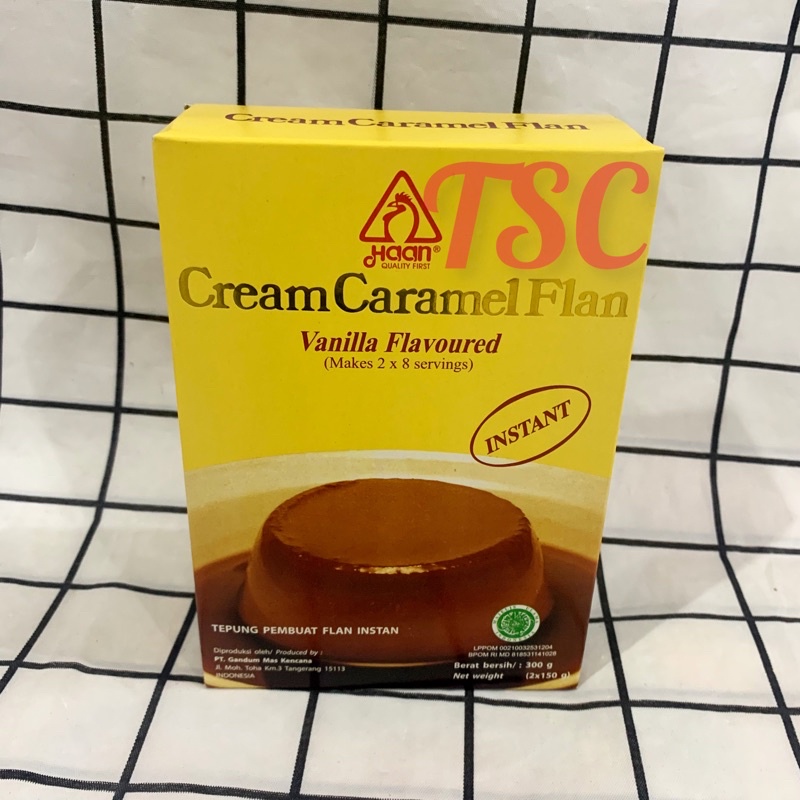 Cream Caramel Flan
TSC
Haan®
QUALITY FIRST
Cream Caramel Flan
Vanilla Flavoured
(Makes 2 x 8 servings)
INSTANT
TEPUNG PEMBUAT FLAN INSTAN
Diproduksi oleh/ Produced by :
PT. Gandum Mas Kencana
Jl. Moh. Toha Km.3 Tangerang 15113
INDONESIA
LPPOM 00210032531204
BPOM RI MD 818531141028
Berat bersih/ : 300 g
Net weight (2x150 g)